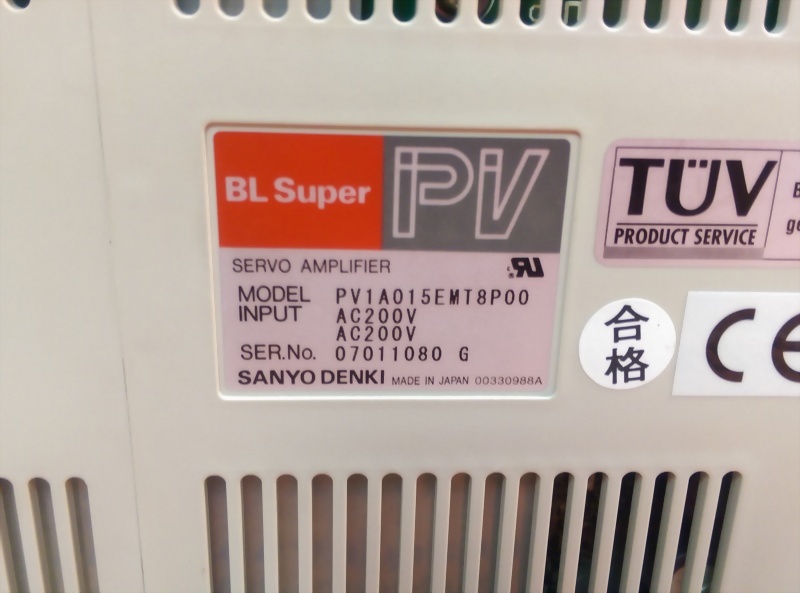 BL Super PV
SERVO AMPLIFIER
MODEL PV1A015EMT8P00
INPUT AC200V
AC200V
SER.No. 07011080 G
SANYO DENKI MADE IN JAPAN 00330988A
TÜV
PRODUCT SERVICE
合
格
CE